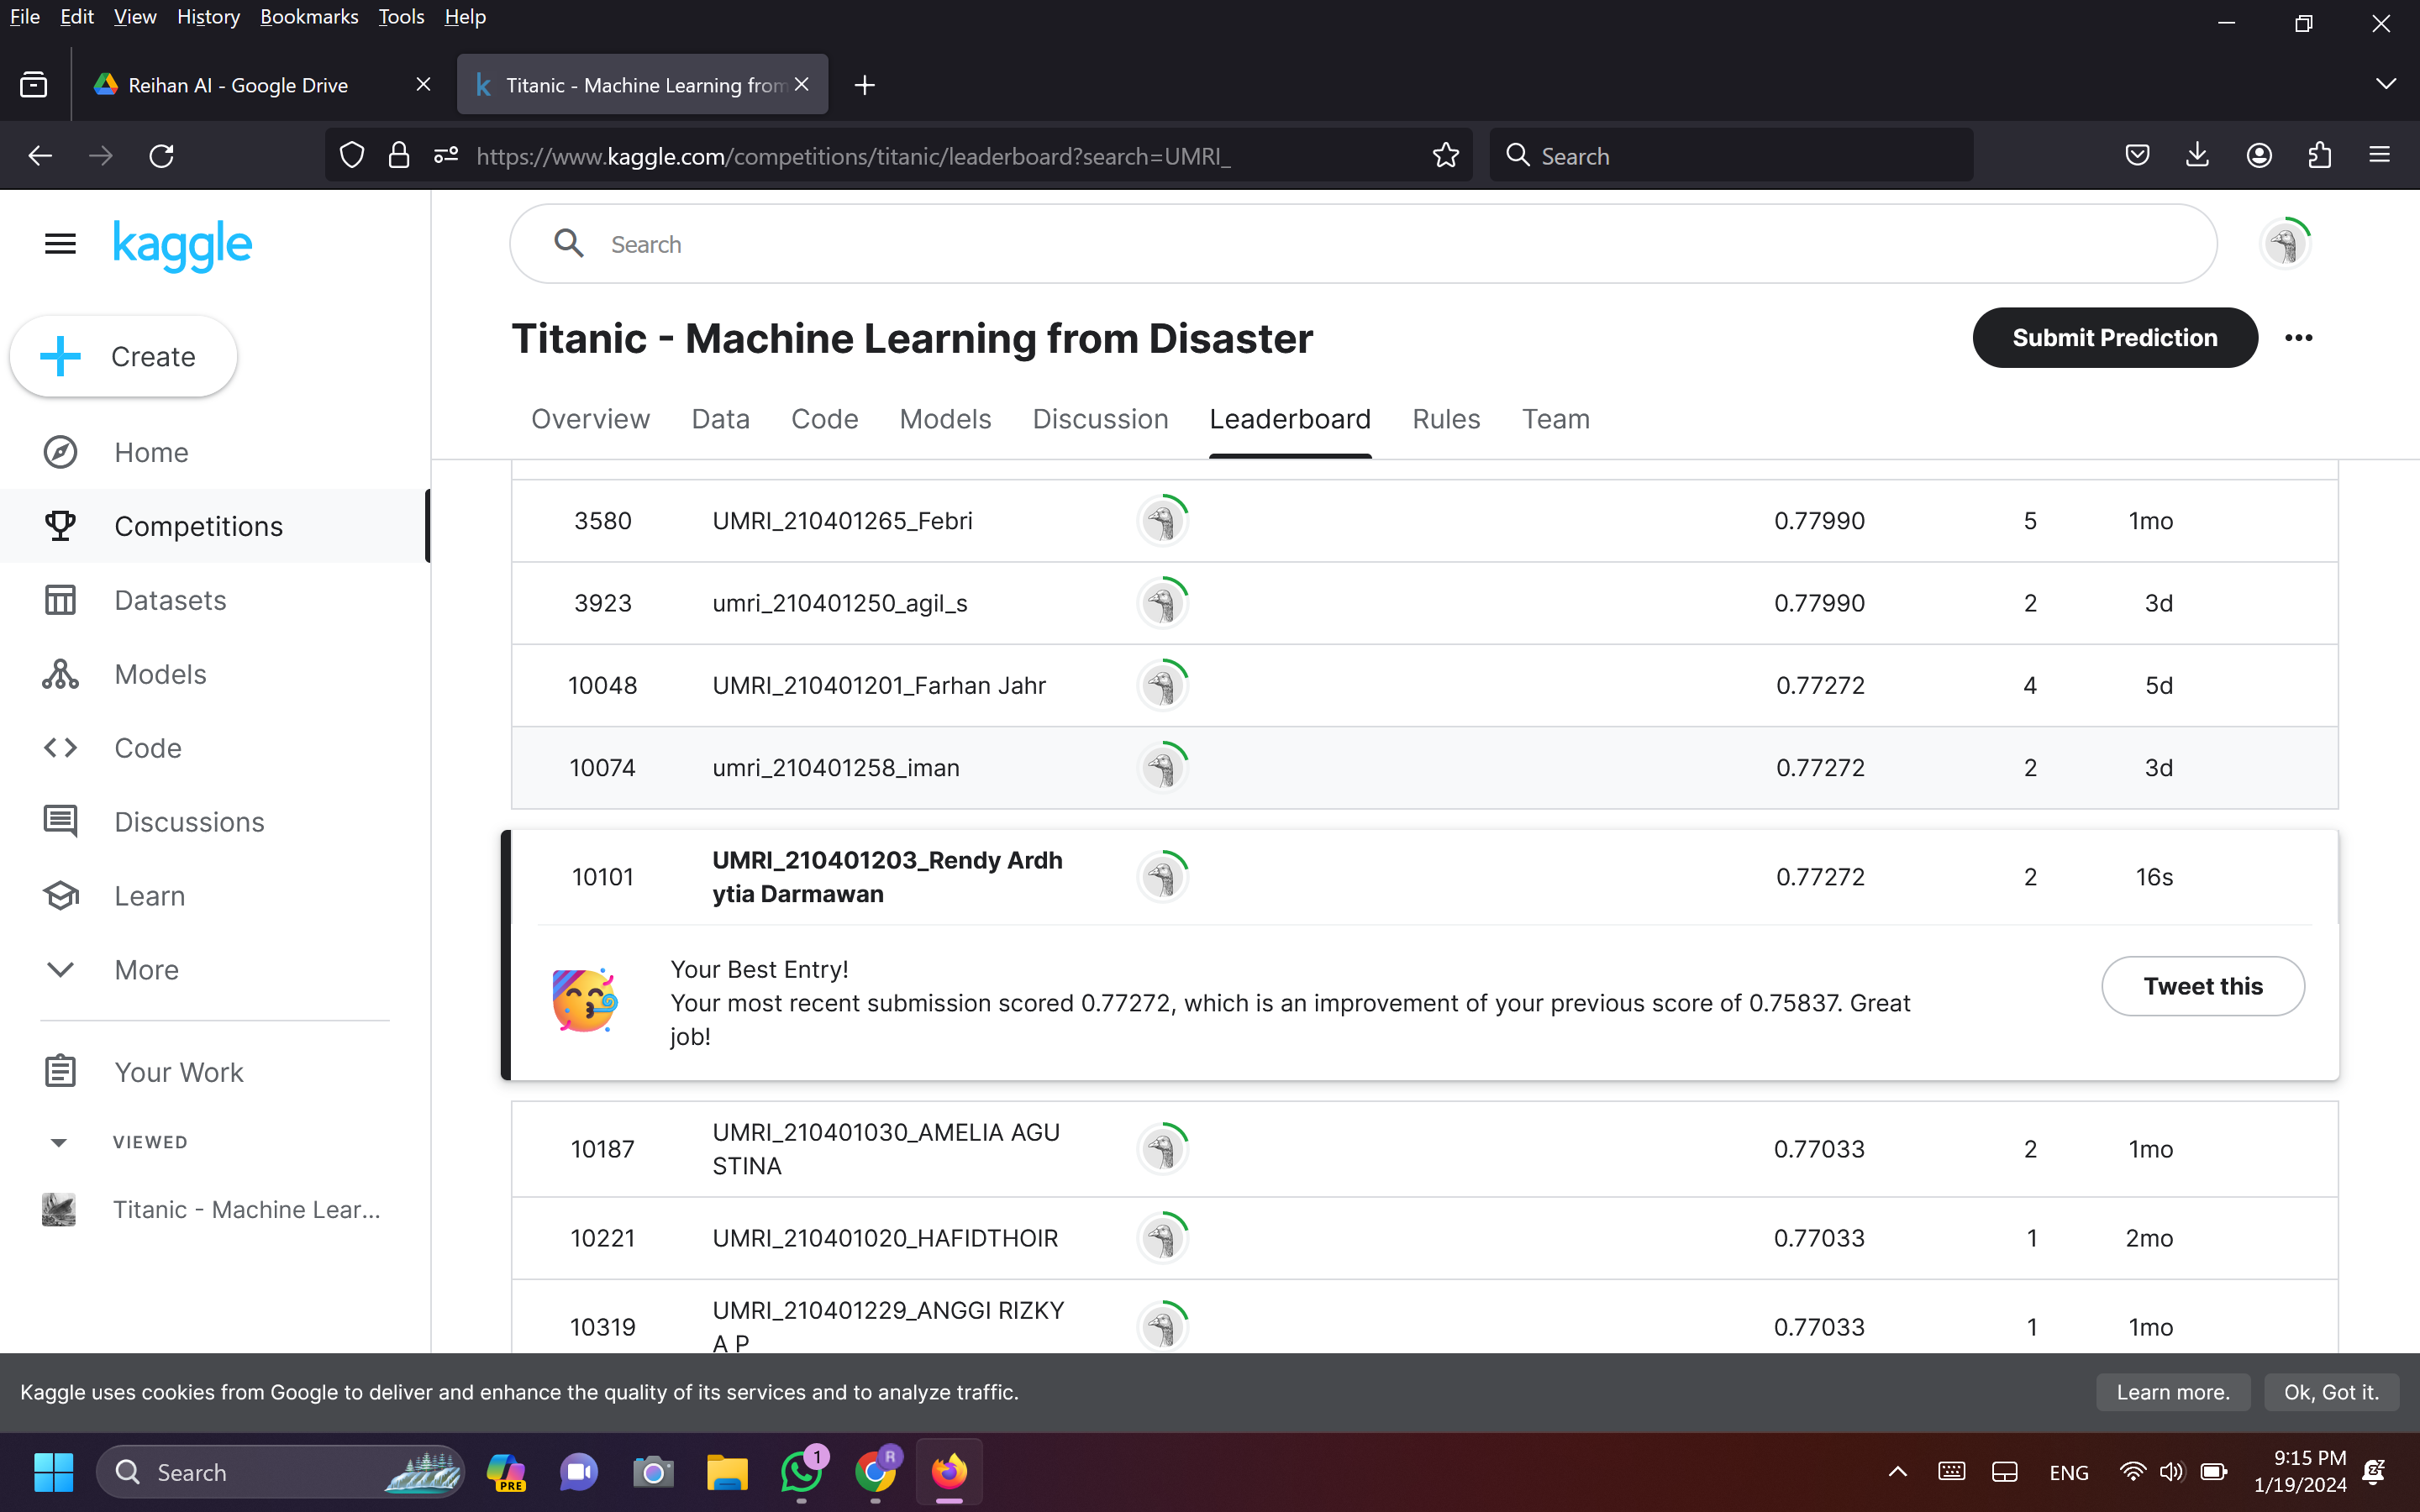 File Edit View History Bookmarks Tools Help
Reihan AI - Google Drive
k Titanic - Machine Learning from
https://www.kaggle.com/competitions/titanic/leaderboard?search=UMRI_
Search
kaggle
Search
Create
Titanic - Machine Learning from Disaster
Submit Prediction
Overview Data Code Models Discussion Leaderboard Rules Team
Home
Competitions
Datasets
Models
Code
Discussions
Learn
More
Your Work
VIEWED
Titanic - Machine Lear...
3580 UMRI_210401265_Febri 0.77990 5 1mo
3923 umri_210401250_agil_s 0.77990 2 3d
10048 UMRI_210401201_Farhan Jahr 0.77272 4 5d
10074 umri_210401258_iman 0.77272 2 3d
10101 UMRI_210401203_Rendy Ardh 0.77272 2 16s
ytia Darmawan
Your Best Entry!
Your most recent submission scored 0.77272, which is an improvement of your previous score of 0.75837. Great
job!
Tweet this
10187 UMRI_210401030_AMELIA AGU 0.77033 2 1mo
STINA
10221 UMRI_210401020_HAFIDTHOIR 0.77033 1 2mo
10319 UMRI_210401229_ANGGI RIZKY 0.77033 1 1mo
A P
Kaggle uses cookies from Google to deliver and enhance the quality of its services and to analyze traffic.
Learn more.
Ok, Got it.
Search
PRE
1
R
ENG
9:15 PM
1/19/2024